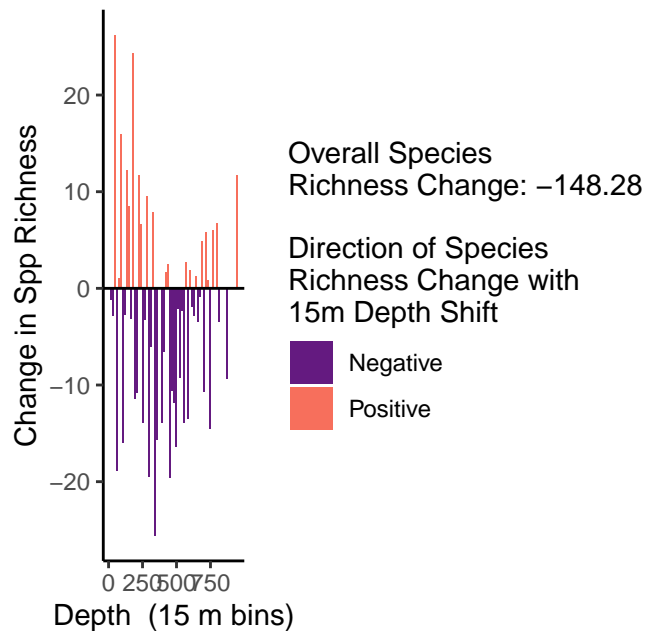 Change in Spp Richness
20
10
0
−10
−20
0 250 500 750
Depth (15 m bins)
Overall Species
Richness Change: −148.28
Direction of Species
Richness Change with
15m Depth Shift
Negative
Positive